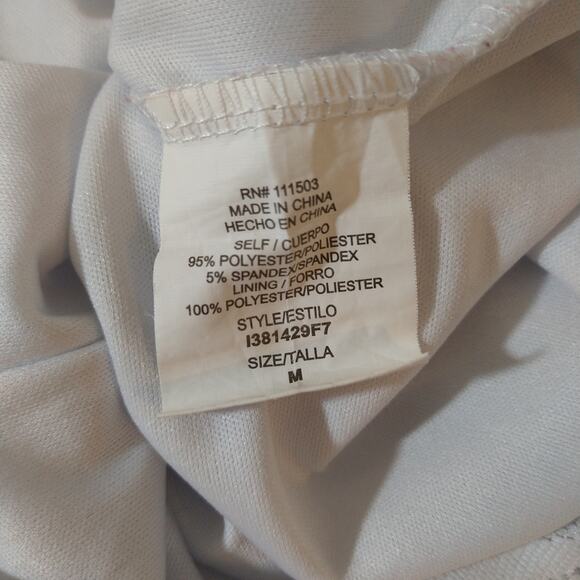 RN# 111503
MADE IN CHINA
HECHO EN CHINA
SELF / CUERPO
95% POLYESTER/POLIESTER
5% SPANDEX/SPANDEX
LINING / FORRO
100% POLYESTER/POLIESTER
STYLE/ESTILO
I381429F7
SIZE/TALLA
M